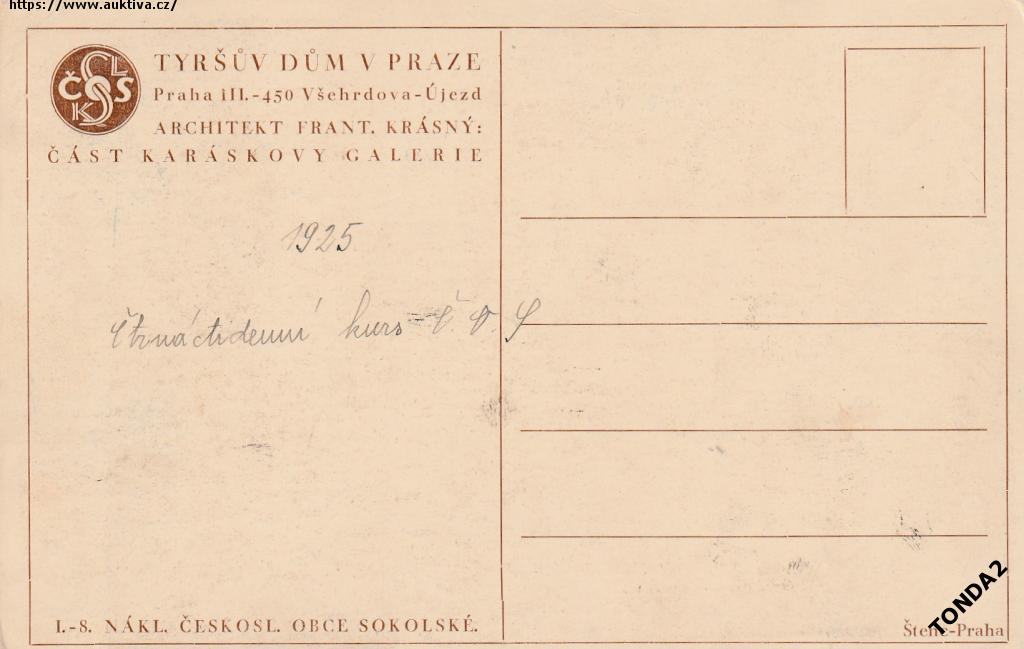 https://www.auktiva.cz/
TYRŠŮV DŮM V PRAZE
Praha III.-450 Všehrdova-Újezd
ARCHITEKT FRANT. KRÁSNÝ:
ČÁST KARÁSKOVY GALERIE
1925
Čtrnáctidenní kurs Č. O. S
I.-8. NÁKL. ČESKOSL. OBCE SOKOLSKÉ.
Štenc-Praha
TONDA2